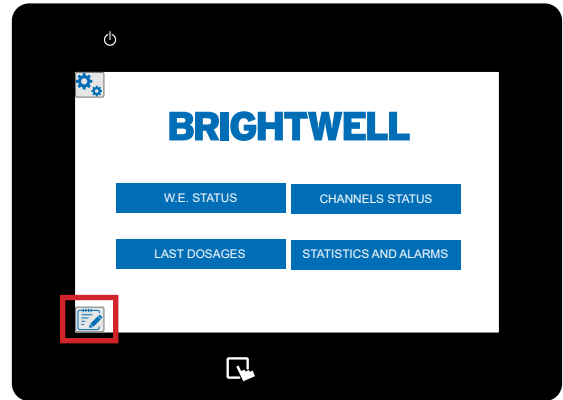 BRIGHTWELL
W.E. STATUS
CHANNELS STATUS
LAST DOSAGES
STATISTICS AND ALARMS